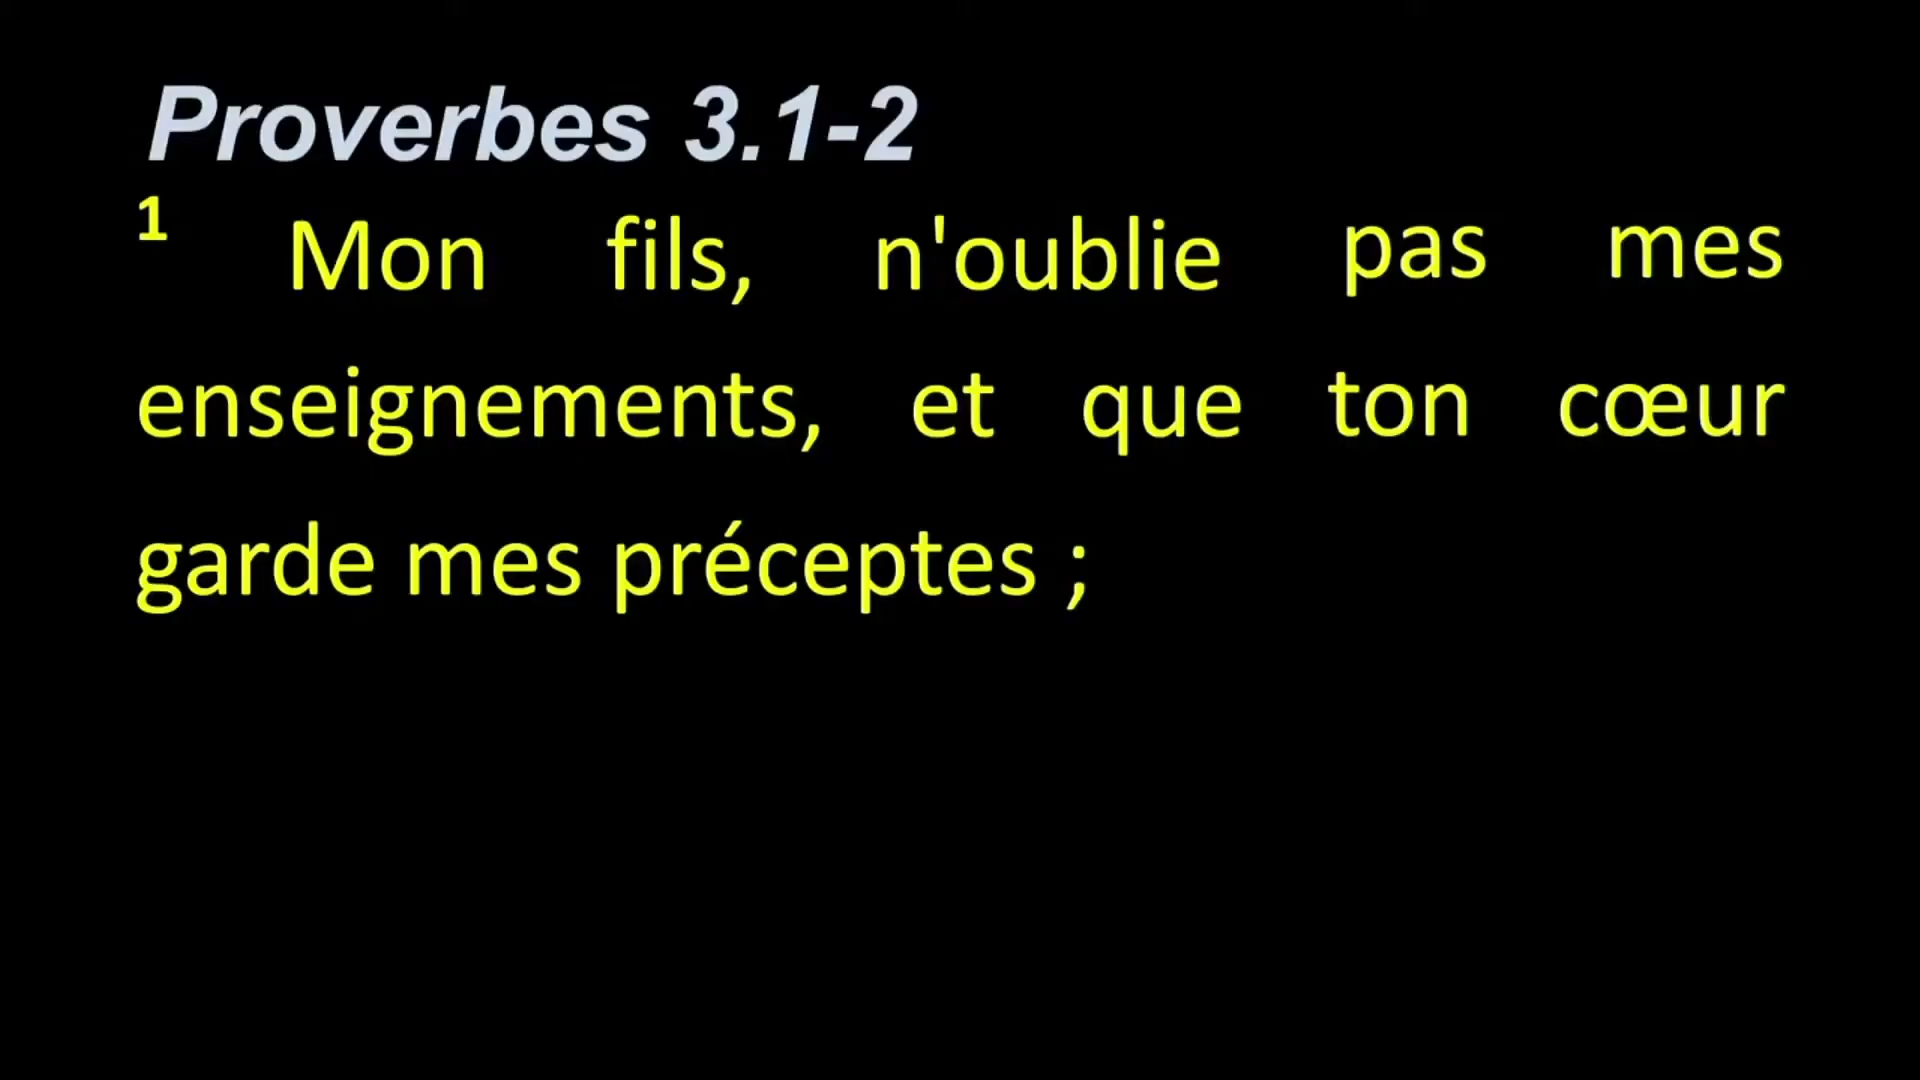 Proverbes 3.1-2
1 Mon fils, n'oublie pas mes
enseignements, et que ton cœur
garde mes préceptes ;